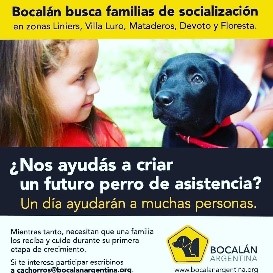 Bocalán busca familias de socialización
en zonas Liniers, Villa Luro, Mataderos, Devoto y Floresta.
¿Nos ayudás a criar
un futuro perro de asistencia?
Un día ayudarán a muchas personas.
Mientras tanto, necesitan que una familia
los reciba y cuide durante su primera
etapa de crecimiento.
Si te interesa participar escribinos
a cachorros@bocalanargentina.org.
BOCALÁN
ARGENTINA
www.bocalanargentina.org